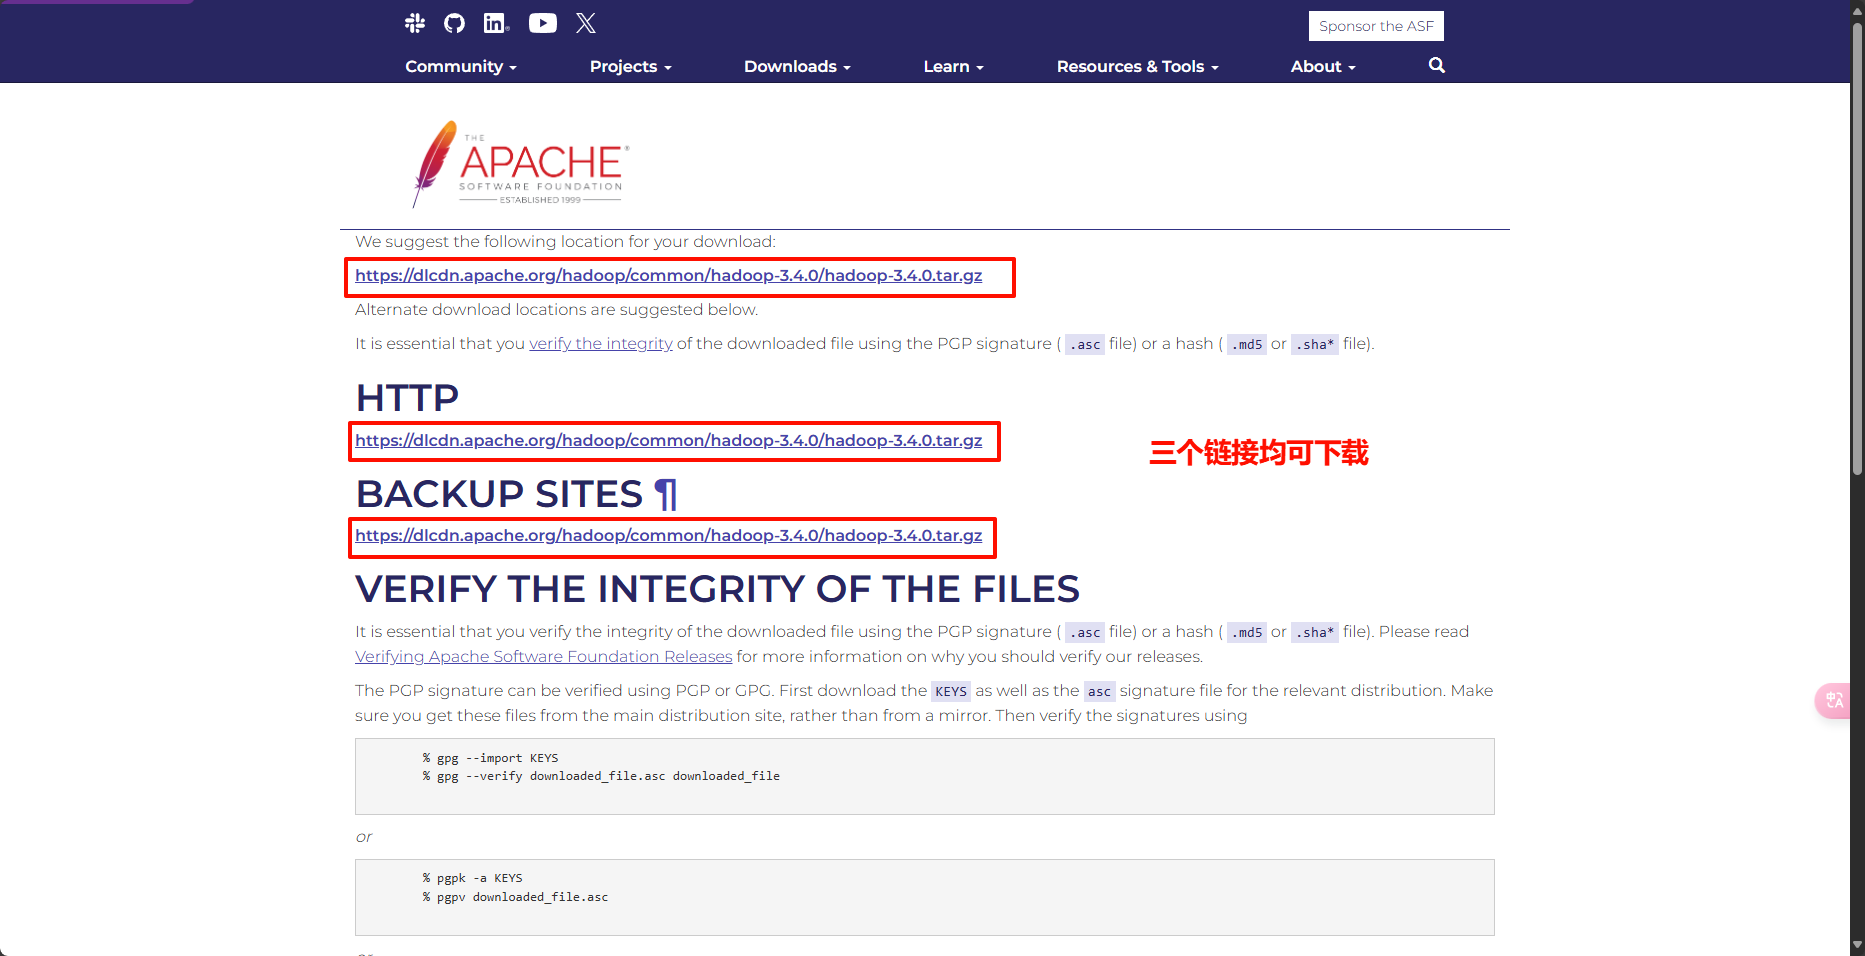 Sponsor the ASF
Community Projects Downloads Learn Resources & Tools About
THE
APACHE®
SOFTWARE FOUNDATION
ESTABLISHED 1999
We suggest the following location for your download:
https://dlcdn.apache.org/hadoop/common/hadoop-3.4.0/hadoop-3.4.0.tar.gz
Alternate download locations are suggested below.
It is essential that you verify the integrity of the downloaded file using the PGP signature ( .asc file) or a hash ( .md5 or .sha* file).
HTTP
https://dlcdn.apache.org/hadoop/common/hadoop-3.4.0/hadoop-3.4.0.tar.gz
三个链接均可下载
BACKUP SITES ¶
https://dlcdn.apache.org/hadoop/common/hadoop-3.4.0/hadoop-3.4.0.tar.gz
VERIFY THE INTEGRITY OF THE FILES
It is essential that you verify the integrity of the downloaded file using the PGP signature ( .asc file) or a hash ( .md5 or .sha* file). Please read
Verifying Apache Software Foundation Releases for more information on why you should verify our releases.
The PGP signature can be verified using PGP or GPG. First download the KEYS as well as the asc signature file for the relevant distribution. Make
sure you get these files from the main distribution site, rather than from a mirror. Then verify the signatures using
% gpg --import KEYS
% gpg --verify downloaded_file.asc downloaded_file
or
% pgpk -a KEYS
% pgpv downloaded_file.asc